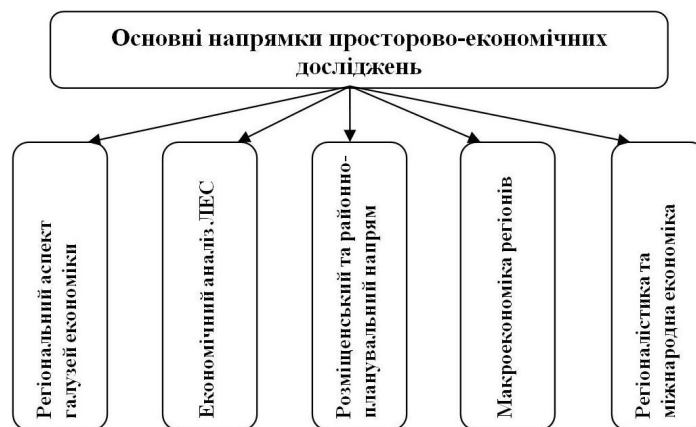 Основні напрямки просторово-економічних
досліджень
Регіональний аспект
галузей економіки
Економічний аналіз ЛЕС
Розміщенський та районно-
планувальний напрям
Макроекономіка регіонів
Регіоналістика та
міжнародна економіка